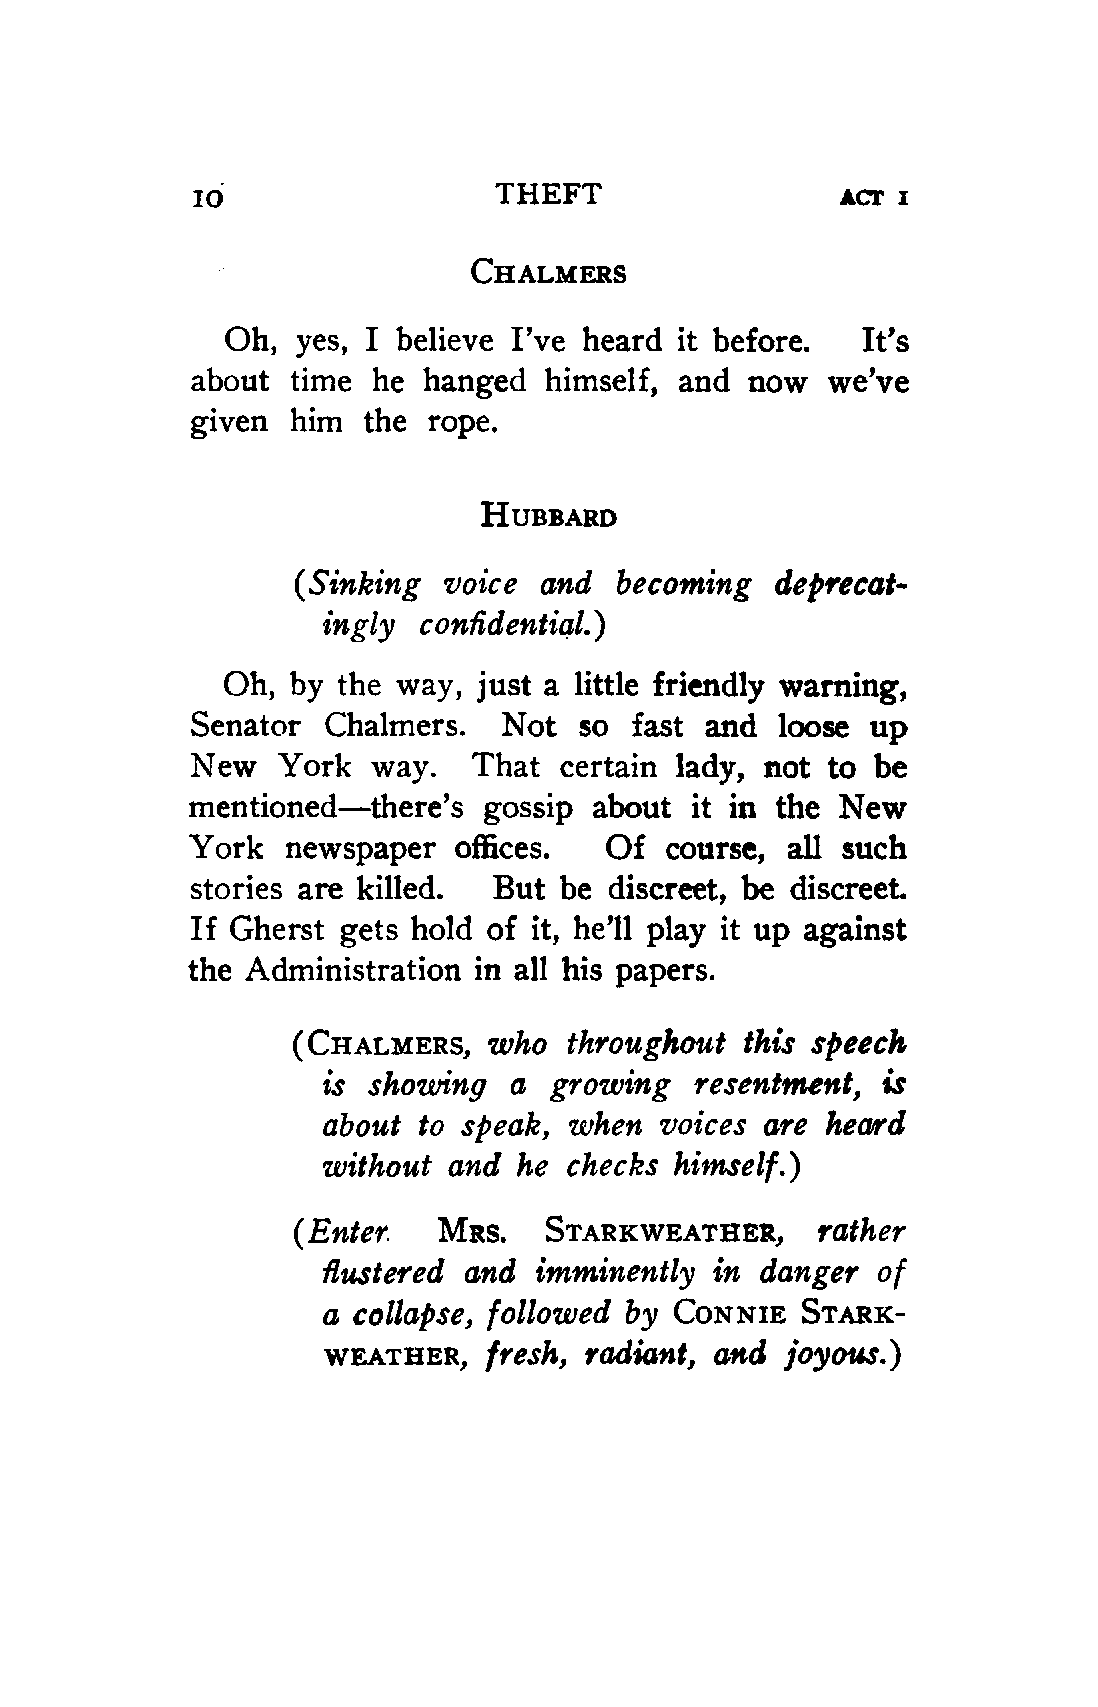 10 THEFT ACT I
CHALMERS
Oh, yes, I believe I've heard it before. It's
about time he hanged himself, and now we've
given him the rope.
HUBBARD
(Sinking voice and becoming deprecat-
ingly confidential.)
Oh, by the way, just a little friendly warning,
Senator Chalmers. Not so fast and loose up
New York way. That certain lady, not to be
mentioned—there's gossip about it in the New
York newspaper offices. Of course, all such
stories are killed. But be discreet, be discreet.
If Gherst gets hold of it, he'll play it up against
the Administration in all his papers.
(CHALMERS, who throughout this speech
is showing a growing resentment, is
about to speak, when voices are heard
without and he checks himself.)
(Enter. MRS. STARKWEATHER, rather
flustered and imminently in danger of
a collapse, followed by CONNIE STARK-
WEATHER, fresh, radiant, and joyous.)